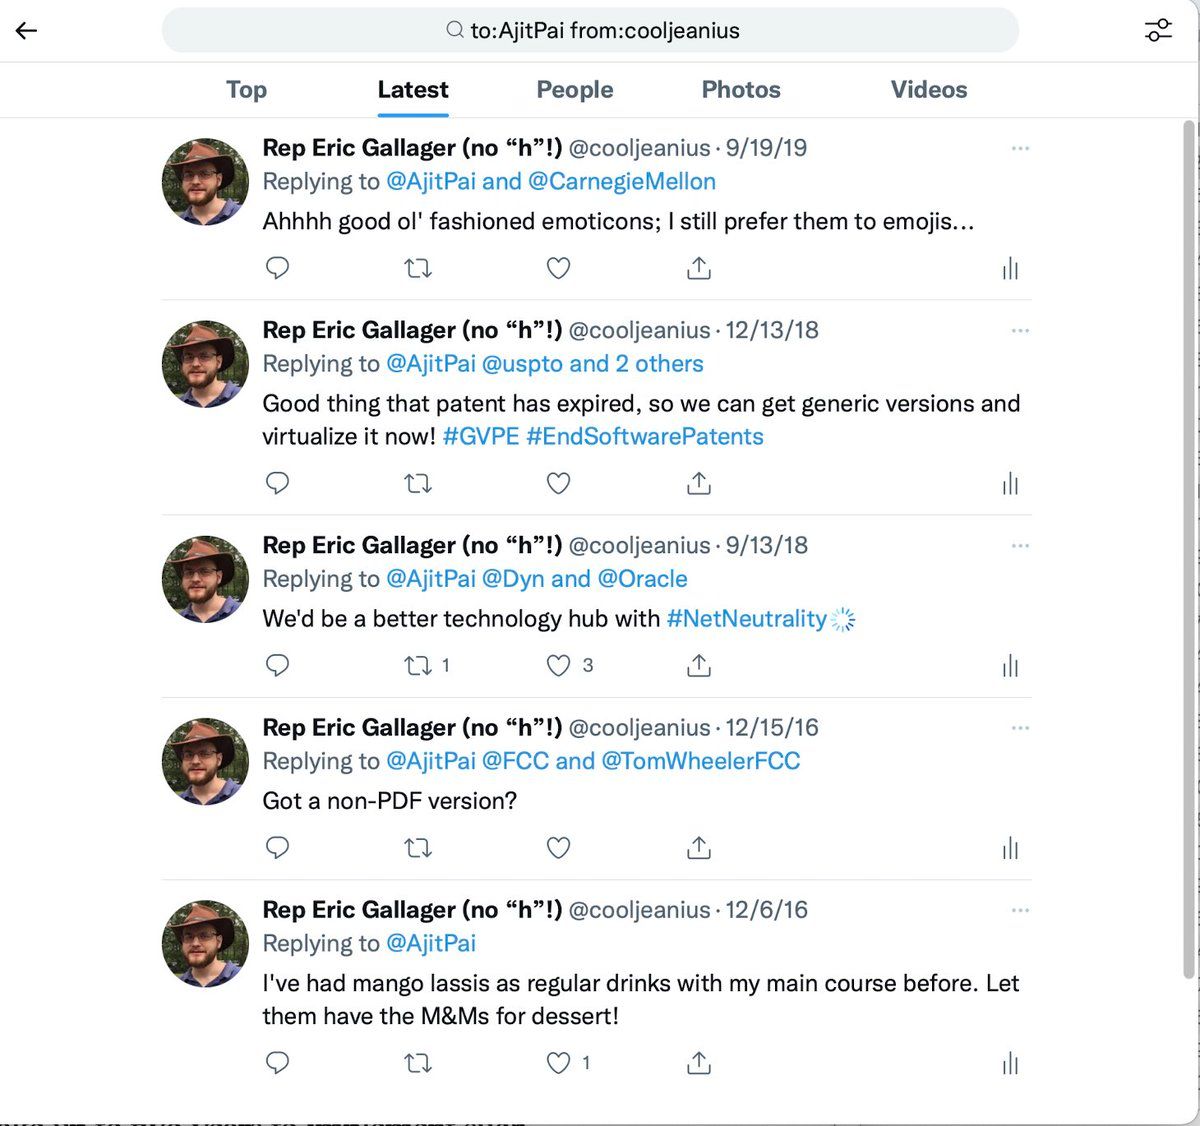 to:AjitPai from:cooljeanius
Top Latest People Photos Videos
Rep Eric Gallager (no “h”!) @cooljeanius · 9/19/19
Replying to @AjitPai and @CarnegieMellon
Ahhhh good ol' fashioned emoticons; I still prefer them to emojis…
Rep Eric Gallager (no “h”!) @cooljeanius · 12/13/18
Replying to @AjitPai @uspto and 2 others
Good thing that patent has expired, so we can get generic versions and
virtualize it now! #GVPE #EndSoftwarePatents
Rep Eric Gallager (no “h”!) @cooljeanius · 9/13/18
Replying to @AjitPai @Dyn and @Oracle
We'd be a better technology hub with #NetNeutrality
1 3
Rep Eric Gallager (no “h”!) @cooljeanius · 12/15/16
Replying to @AjitPai @FCC and @TomWheelerFCC
Got a non-PDF version?
Rep Eric Gallager (no “h”!) @cooljeanius · 12/6/16
Replying to @AjitPai
I've had mango lassis as regular drinks with my main course before. Let
them have the M&Ms for dessert!
1